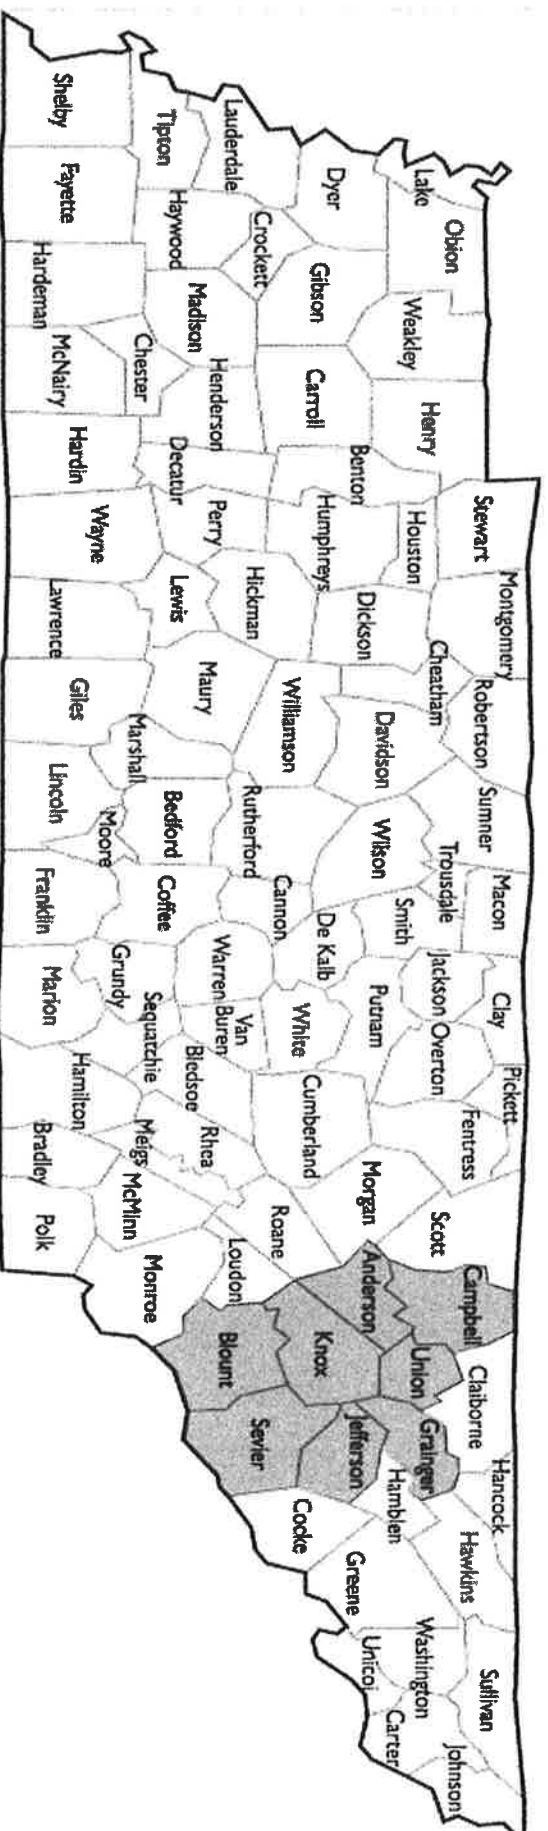 Shelby
Tipton
Lauderdale
Dyer
Lake
Obion
Fayette
Haywood
Crockett
Gibson
Weakley
Hardeman
Madison
Chester
McNairy
Henderson
Carroll
Henry
Hardin
Decatur
Benton
Stewart
Houston
Humphreys
Perry
Wayne
Lewis
Hickman
Dickson
Montgomery
Lawrence
Maury
Williamson
Cheatham
Robertson
Giles
Marshall
Davidson
Sumner
Lincoln
Moore
Bedford
Rutherford
Wilson
Trousdale
Macon
Franklin
Coffee
Cannon
De Kalb
Smith
Jackson
Clay
Marion
Grundy
Warren
Van
Buren
White
Putnam
Overton
Pickett
Sequatchie
Bledsoe
Cumberland
Fentress
Hamilton
Meigs
Rhea
Morgan
Scott
Bradley
McMinn
Roane
Polk
Monroe
Loudon
Anderson
Campbell
Blount
Knox
Union
Claiborne
Sevier
Jefferson
Grainger
Hancock
Cocke
Hamblen
Hawkins
Greene
Washington
Unicoi
Sullivan
Carter
Johnson